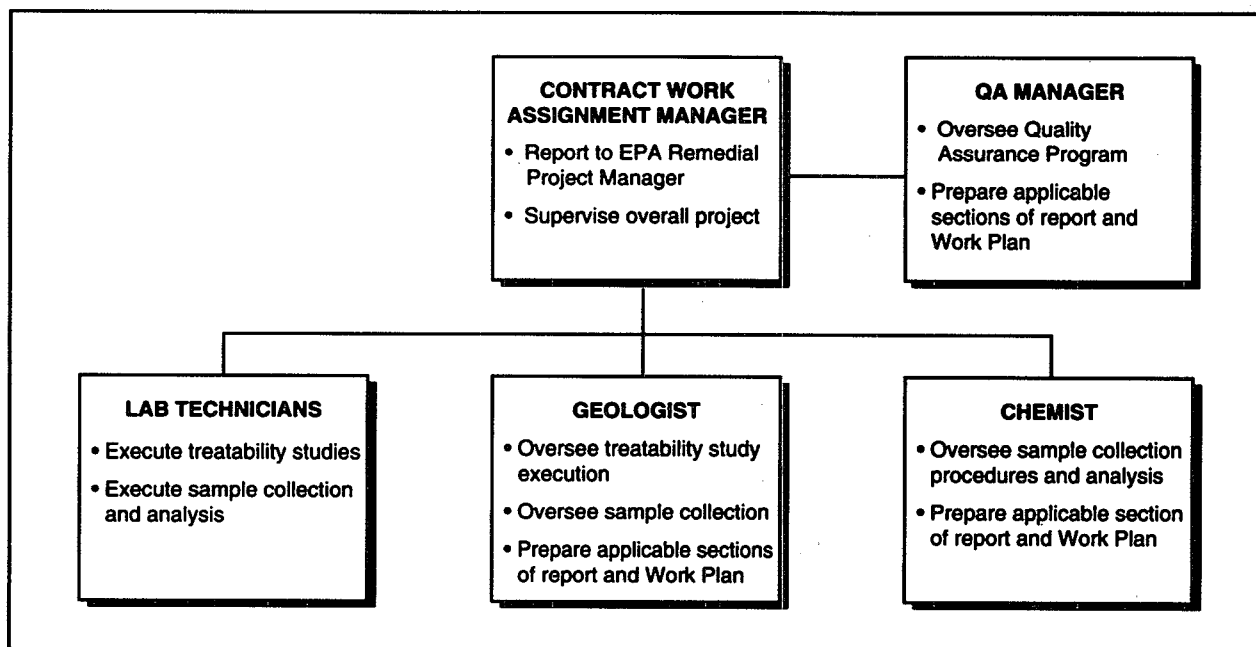 CONTRACT WORK
ASSIGNMENT MANAGER
• Report to EPA Remedial
Project Manager
• Supervise overall project
QA MANAGER
• Oversee Quality
Assurance Program
• Prepare applicable
sections of report and
Work Plan
LAB TECHNICIANS
• Execute treatability studies
• Execute sample collection
and analysis
GEOLOGIST
• Oversee treatability study
execution
• Oversee sample collection
• Prepare applicable sections
of report and Work Plan
CHEMIST
• Oversee sample collection
procedures and analysis
• Prepare applicable section
of report and Work Plan